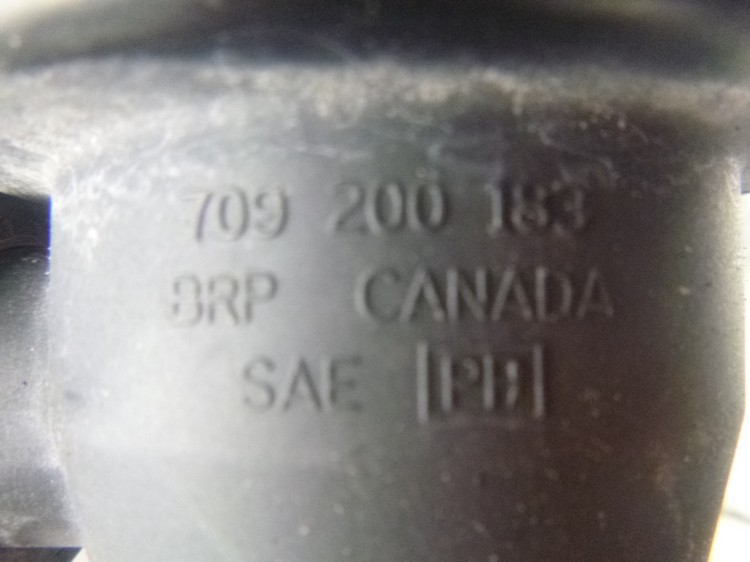 709 200 183
BRP CANADA
SAE PB